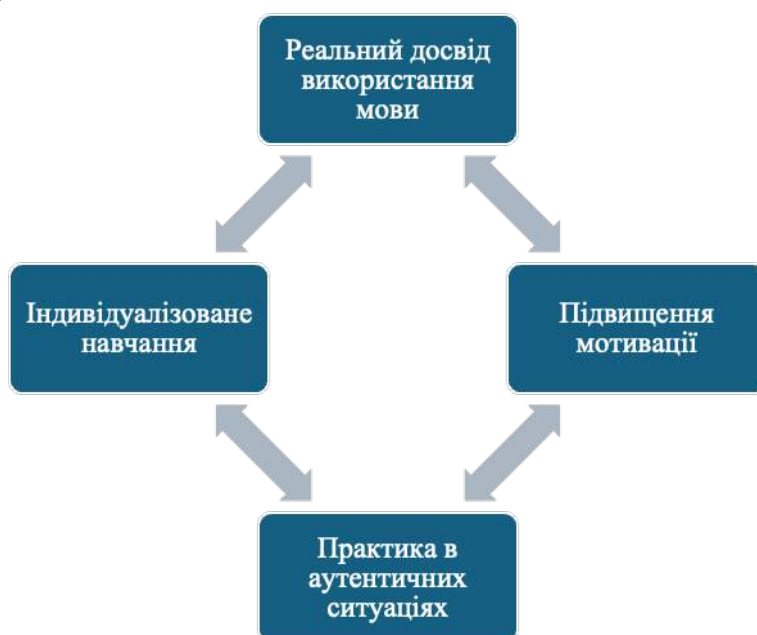 Реальний досвід
використання
мови
Індивідуалізоване
навчання
Підвищення
мотивації
Практика в
аутентичних
ситуаціях